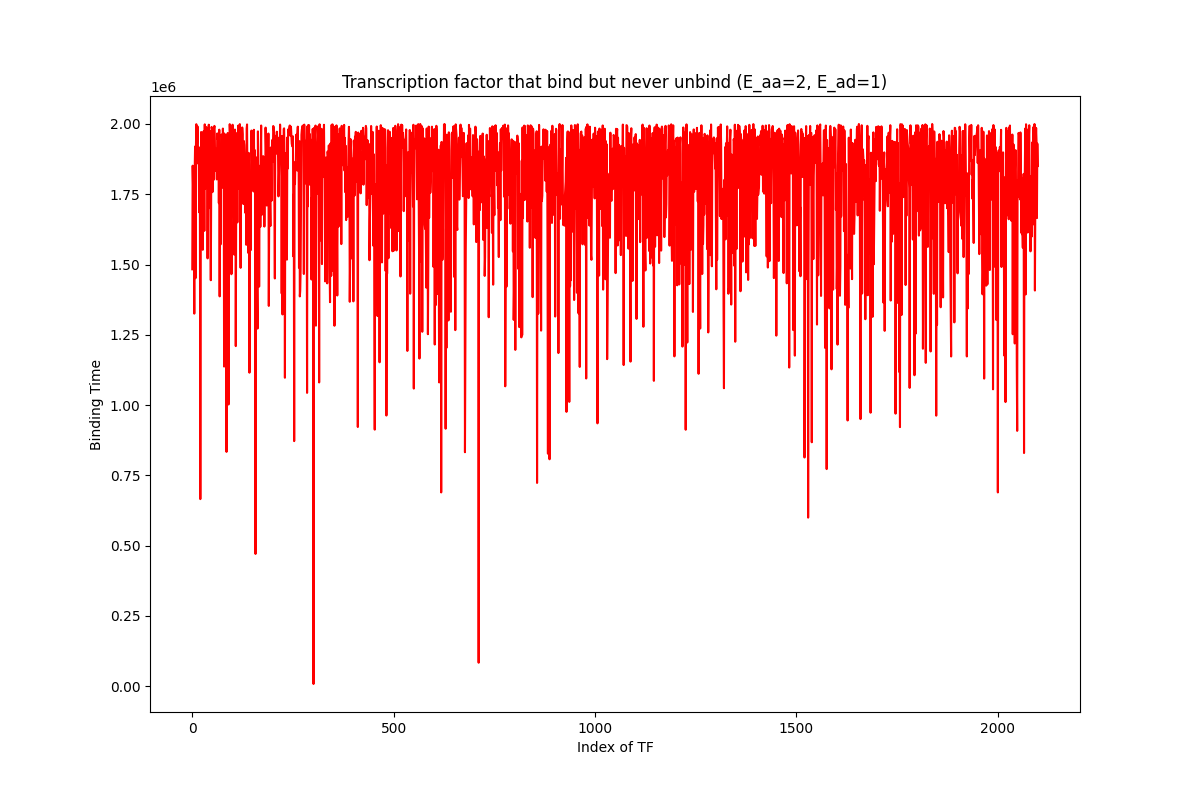 Transcription factor that bind but never unbind (E_aa=2, E_ad=1)
1e6
2.00
1.75
1.50
1.25
1.00
0.75
0.50
0.25
0.00
Binding Time
0 500 1000 1500 2000
Index of TF